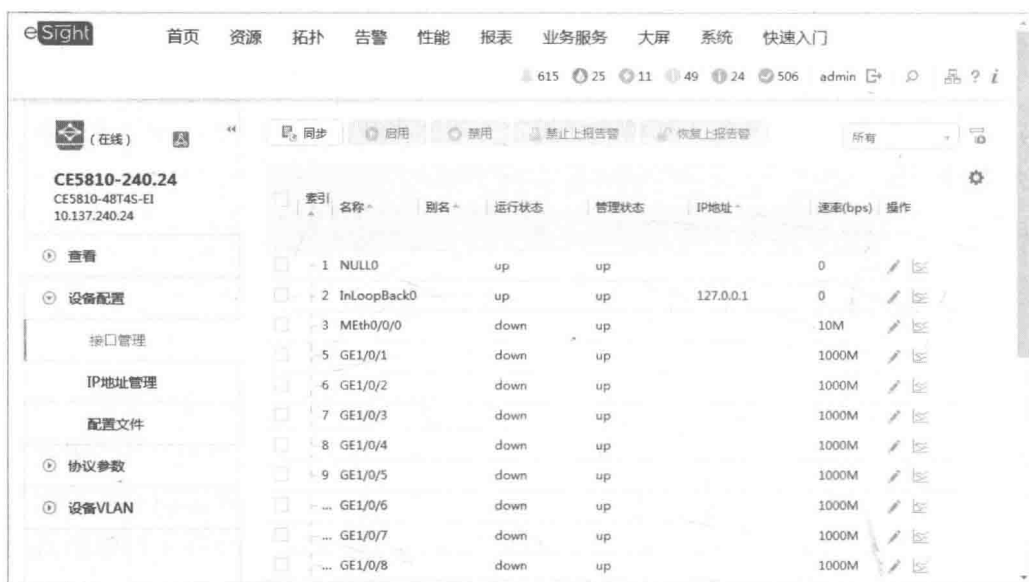 eSight
首页 资源 拓扑 告警 性能 报表 业务服务 大屏 系统 快速入门
615 25 11 49 24 506 admin ? i
(在线) 同步 启用 禁用 禁止上报告警 恢复上报告警 所有
CE5810-240.24
CE5810-48T4S-EI
10.137.240.24
查看
设备配置
接口管理
IP地址管理
配置文件
协议参数
设备VLAN
索引 名称 别名 运行状态 管理状态 IP地址 速率(bps) 操作
1 NULL0 up up 0
2 InLoopBack0 up up 127.0.0.1 0
3 MEth0/0/0 down up 10M
5 GE1/0/1 down up 1000M
6 GE1/0/2 down up 1000M
7 GE1/0/3 down up 1000M
8 GE1/0/4 down up 1000M
9 GE1/0/5 down up 1000M
... GE1/0/6 down up 1000M
... GE1/0/7 down up 1000M
... GE1/0/8 down up 1000M